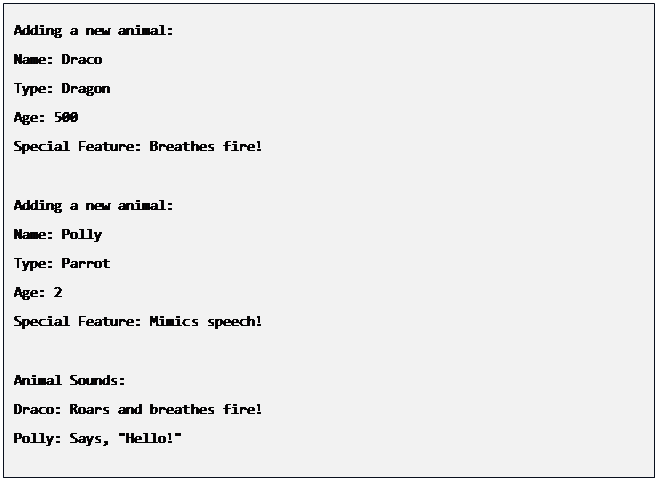 Adding a new animal:
Name: Draco
Type: Dragon
Age: 500
Special Feature: Breathes fire!
Adding a new animal:
Name: Polly
Type: Parrot
Age: 2
Special Feature: Mimics speech!
Animal Sounds:
Draco: Roars and breathes fire!
Polly: Says, "Hello!"